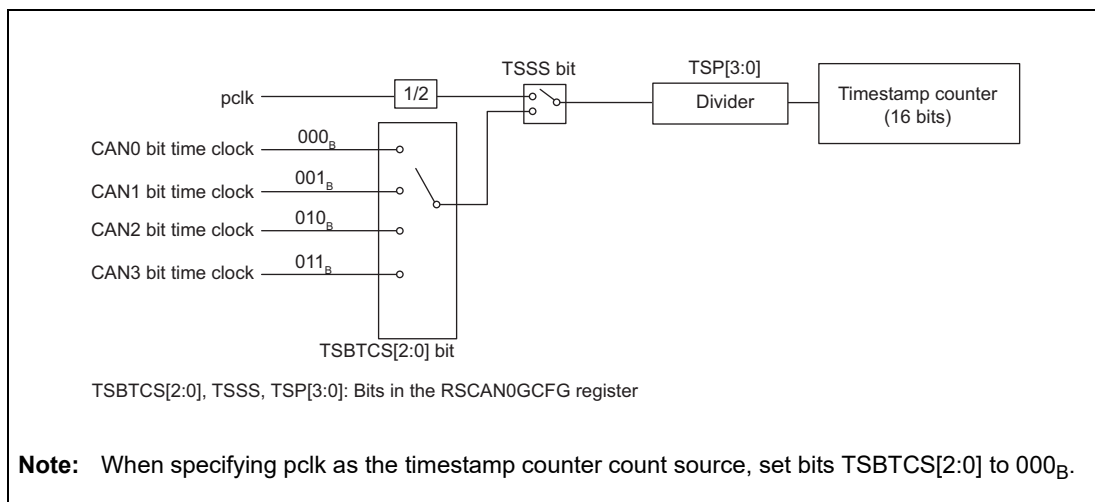 TSSS bit
TSP[3:0]
pclk
1/2
Divider
Timestamp counter
(16 bits)
CAN0 bit time clock
000B
CAN1 bit time clock
001B
CAN2 bit time clock
010B
CAN3 bit time clock
011B
TSBTCS[2:0] bit
TSBTCS[2:0], TSSS, TSP[3:0]: Bits in the RSCAN0GCFG register
Note: When specifying pclk as the timestamp counter count source, set bits TSBTCS[2:0] to 000B.